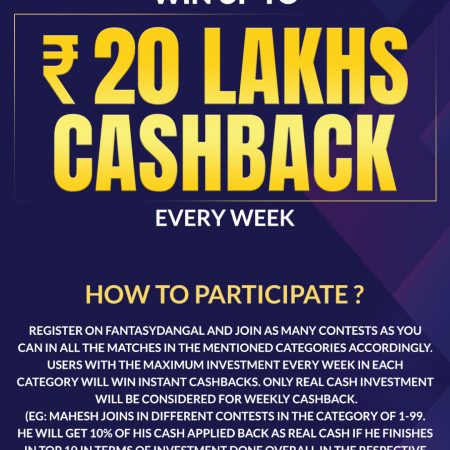 WIN UP TO
₹ 20 LAKHS
CASHBACK
EVERY WEEK
HOW TO PARTICIPATE ?
REGISTER ON FANTASYDANGAL AND JOIN AS MANY CONTESTS AS YOU
CAN IN ALL THE MATCHES IN THE MENTIONED CATEGORIES ACCORDINGLY.
USERS WITH THE MAXIMUM INVESTMENT EVERY WEEK IN EACH
CATEGORY WILL WIN INSTANT CASHBACKS. ONLY REAL CASH INVESTMENT
WILL BE CONSIDERED FOR WEEKLY CASHBACK.
(EG: MAHESH JOINS IN DIFFERENT CONTESTS IN THE CATEGORY OF 1-99.
HE WILL GET 10% OF HIS CASH APPLIED BACK AS REAL CASH IF HE FINISHES
IN TOP 10 IN TERMS OF INVESTMENT DONE OVERALL IN THE RESPECTIVE